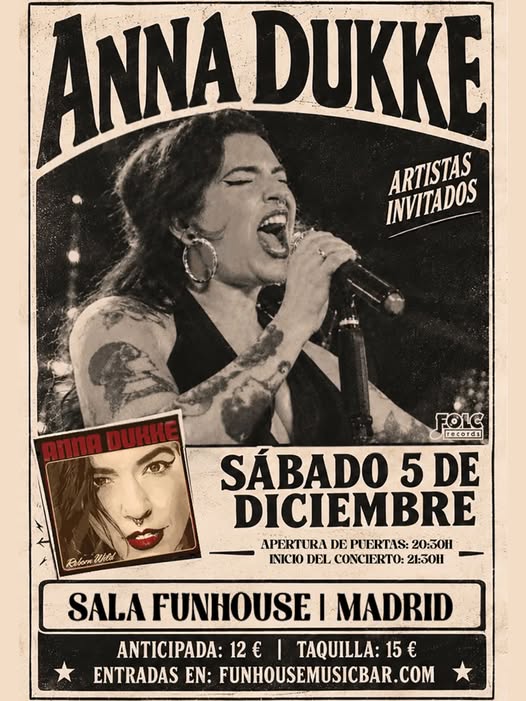 ANNA DUKKE
ARTISTAS
INVITADOS
FOLC
records
ANNA DUKKE
Reborn Wild
SÁBADO 5 DE
DICIEMBRE
APERTURA DE PUERTAS: 20:30H
INICIO DEL CONCIERTO: 21:30H
SALA FUNHOUSE | MADRID
ANTICIPADA: 12 € | TAQUILLA: 15 €
ENTRADAS EN: FUNHOUSEMUSICBAR.COM